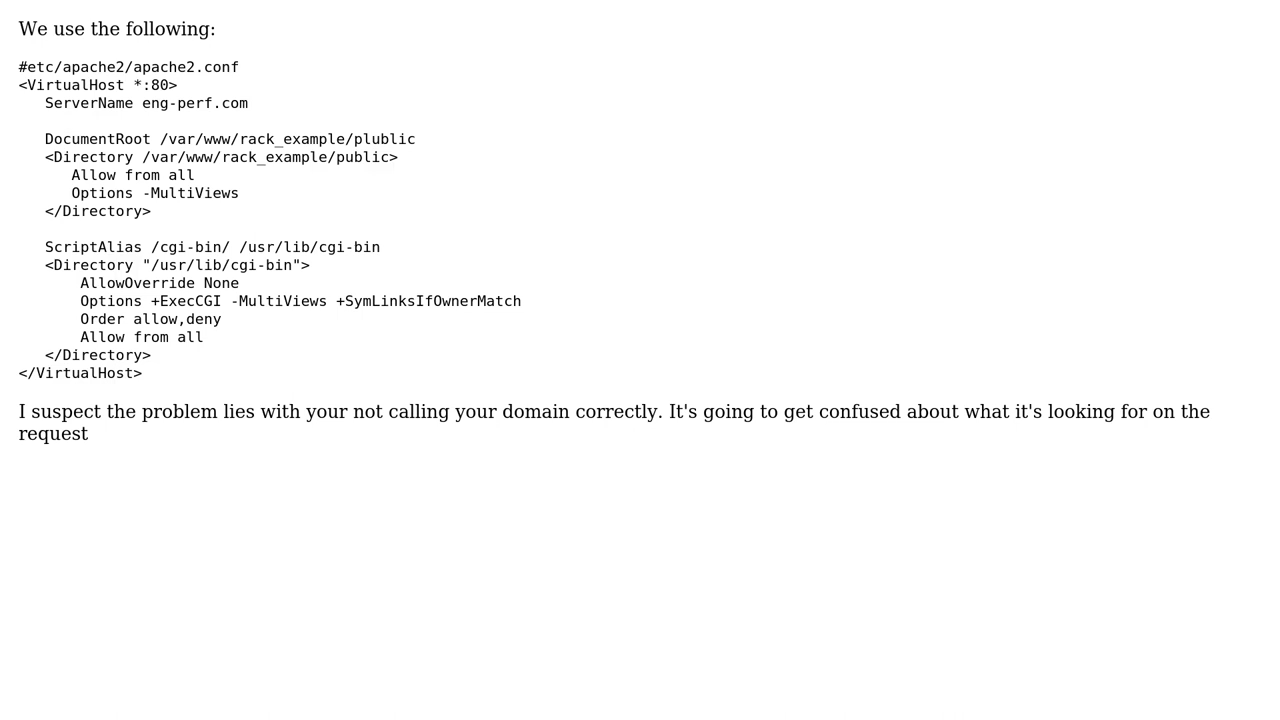 We use the following:
#etc/apache2/apache2.conf
<VirtualHost *:80>
   ServerName eng-perf.com

   DocumentRoot /var/www/rack_example/plublic
   <Directory /var/www/rack_example/public>
      Allow from all
      Options -MultiViews
   </Directory>

   ScriptAlias /cgi-bin/ /usr/lib/cgi-bin
   <Directory "/usr/lib/cgi-bin">
       AllowOverride None
       Options +ExecCGI -MultiViews +SymLinksIfOwnerMatch
       Order allow,deny
       Allow from all
   </Directory>
</VirtualHost>
I suspect the problem lies with your not calling your domain correctly. It's going to get confused about what it's looking for on the
request